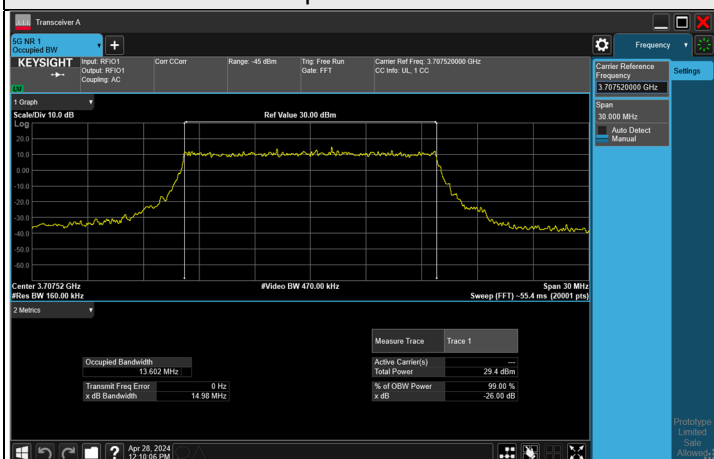 Transceiver A
5G NR 1
Occupied BW
Frequency
KEYSIGHT
Input: RFIO1
Output: RFIO1
Coupling: AC
Corr CCorr
Range: -45 dBm
Trig: Free Run
Gate: FFT
Carrier Ref Freq: 3.707520000 GHz
CC Info: UL, 1 CC
LXI
Carrier Reference
Frequency
3.707520000 GHz
Settings
Span
30.000 MHz
Auto Detect
Manual
1 Graph
Scale/Div 10.0 dB
Ref Value 30.00 dBm
Log
20.0
10.0
0.00
-10.0
-20.0
-30.0
-40.0
-50.0
-60.0
Center 3.70752 GHz
#Video BW 470.00 kHz
Span 30 MHz
#Res BW 160.00 kHz
Sweep (FFT) ~55.4 ms (20001 pts)
2 Metrics
Measure Trace
Trace 1
Occupied Bandwidth
13.602 MHz
Active Carrier(s)
---
Total Power
29.4 dBm
Transmit Freq Error
0 Hz
x dB Bandwidth
14.98 MHz
% of OBW Power
99.00 %
x dB
-26.00 dB
Prototype
Limited
Sale
Allowed
?
Apr 28, 2024
12:10:06 PM